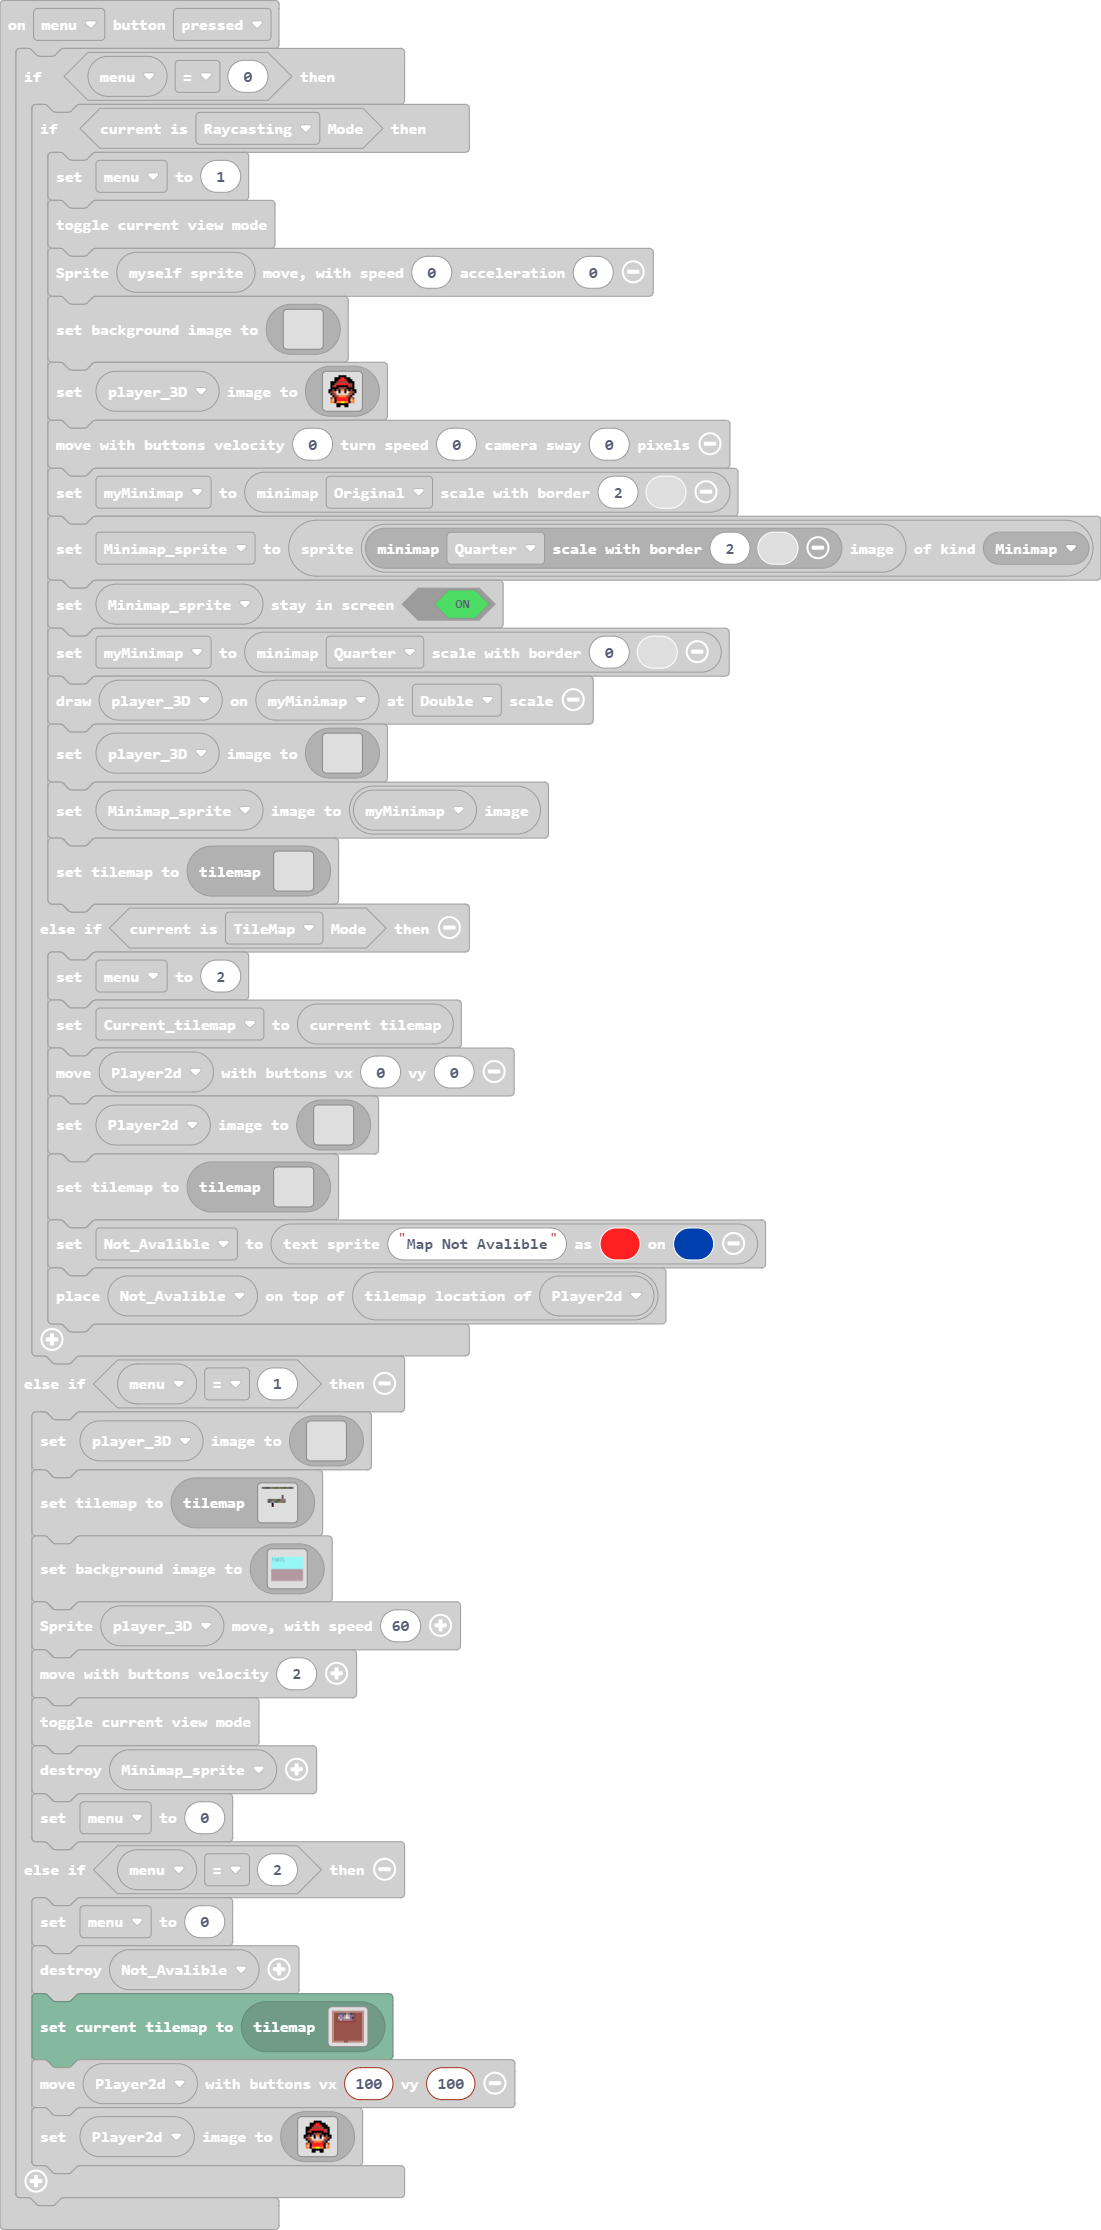 on menu button pressed
if menu = 0 then
if current is Raycasting Mode then
set menu to 1
toggle current view mode
Sprite myself sprite move, with speed 0 acceleration 0
set background image to
set player_3D image to
move with buttons velocity 0 turn speed 0 camera sway 0 pixels
set myMinimap to minimap Original scale with border 2
set Minimap_sprite to sprite minimap Quarter scale with border 2 image of kind Minimap
set Minimap_sprite stay in screen ON
set myMinimap to minimap Quarter scale with border 0
draw player_3D on myMinimap at Double scale
set player_3D image to
set Minimap_sprite image to myMinimap image
set tilemap to tilemap
else if current is TileMap Mode then
set menu to 2
set Current_tilemap to current tilemap
move Player2d with buttons vx 0 vy 0
set Player2d image to
set tilemap to tilemap
set Not_Avalible to text sprite "Map Not Avalible" as on
place Not_Avalible on top of tilemap location of Player2d
else if menu = 1 then
set player_3D image to
set tilemap to tilemap
set background image to
Sprite player_3D move, with speed 60
move with buttons velocity 2
toggle current view mode
destroy Minimap_sprite
set menu to 0
else if menu = 2 then
set menu to 0
destroy Not_Avalible
set current tilemap to tilemap
move Player2d with buttons vx 100 vy 100
set Player2d image to